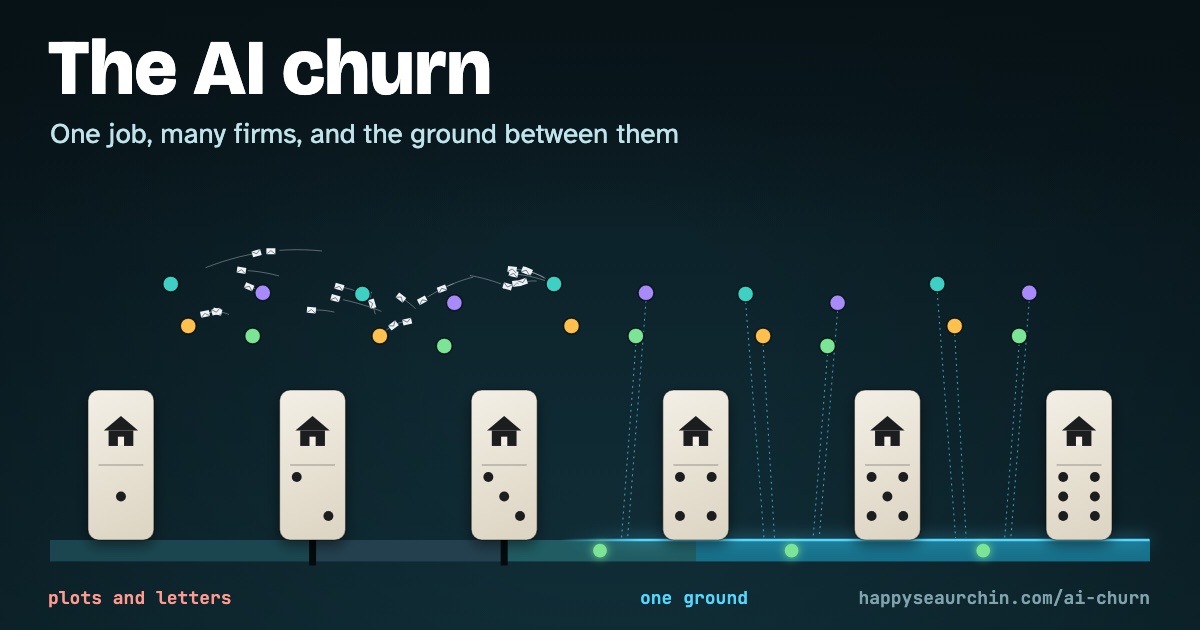 The AI churn
One job, many firms, and the ground between them
plots and letters
one ground
happyseaurchin.com/ai-churn